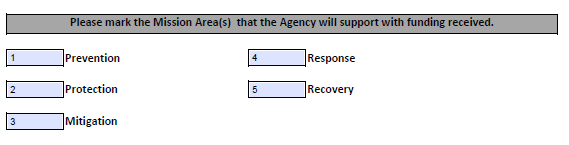 Please mark the Mission Area(s) that the Agency will support with funding received.
1 Prevention
4 Response
2 Protection
5 Recovery
3 Mitigation